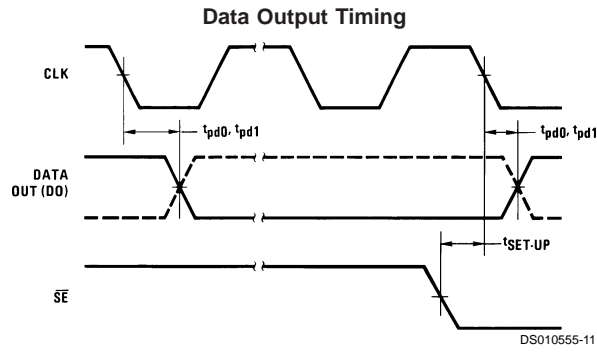 Data Output Timing
CLK
tpd0, tpd1
tpd0, tpd1
DATA
OUT (DO)
tSET-UP
SE
DS010555-11